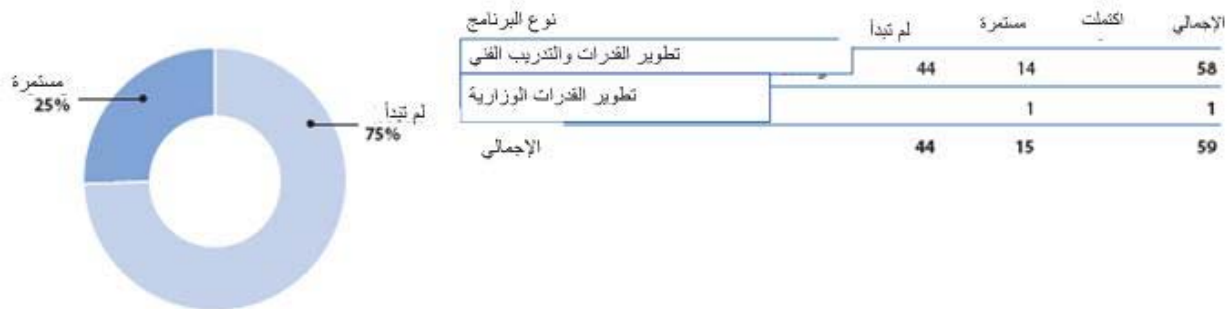 مستمرة
25%
لم تبدأ
75%
نوع البرنامج لم تبدأ مستمرة اكتملت الإجمالي
تطوير القدرات والتدريب الفني 44 14 58
تطوير القدرات الوزارية 1 1
الإجمالي 44 15 59